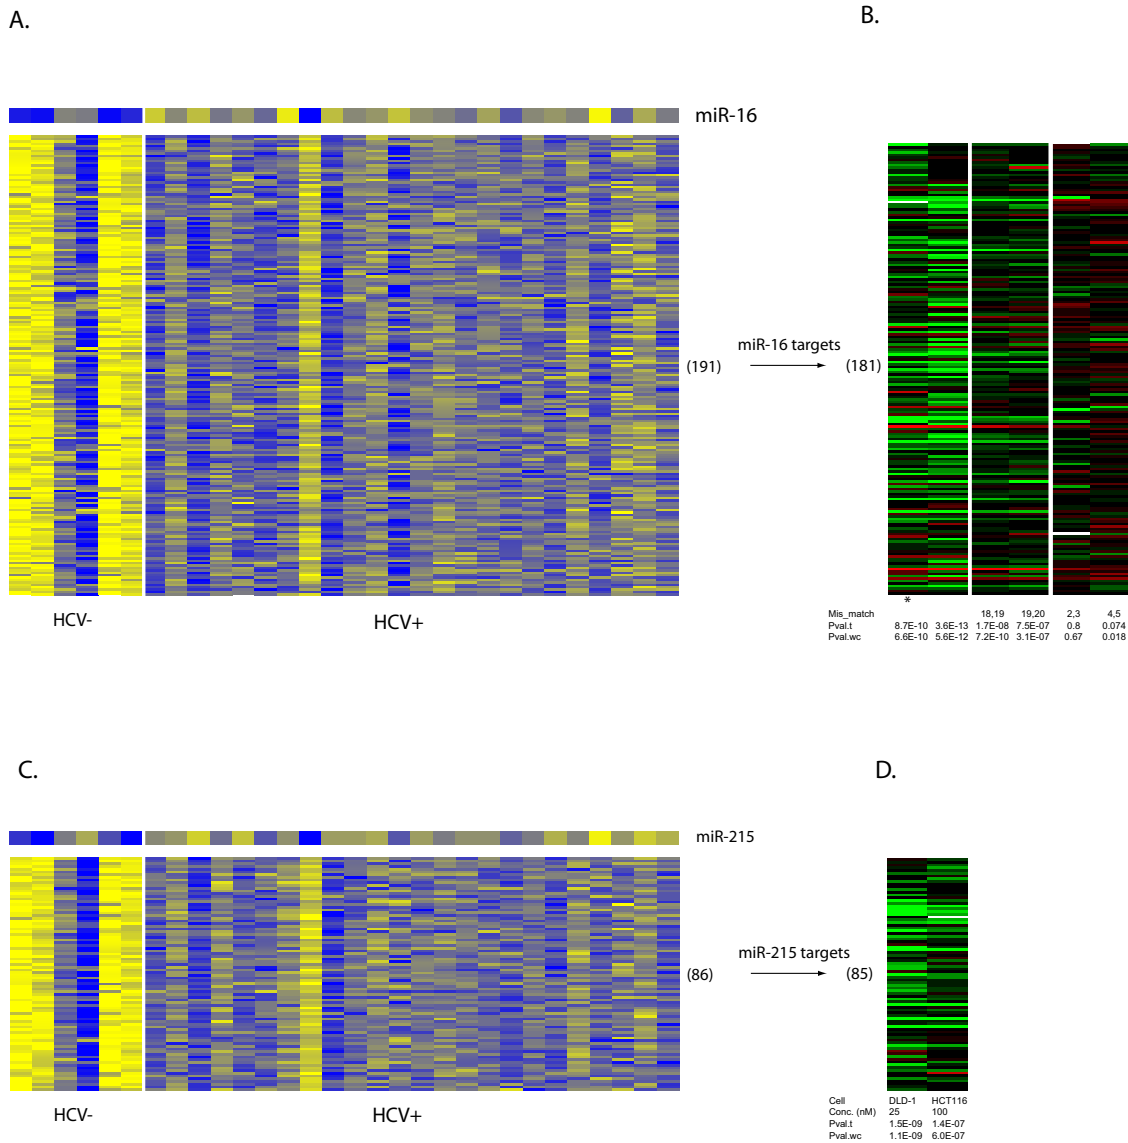 A.
B.
miR-16
(191)
miR-16 targets
(181)
HCV-
HCV+
*
Mis_match 18,19 19,20 2,3 4,5
Pval.t 8.7E-10 3.6E-13 1.7E-08 7.5E-07 0.8 0.074
Pval.wc 6.6E-10 5.6E-12 7.2E-10 3.1E-07 0.67 0.018
C.
D.
miR-215
(86)
miR-215 targets
(85)
HCV-
HCV+
Cell DLD-1 HCT116
Conc. (nM) 25 100
Pval.t 1.5E-09 1.4E-07
Pval.wc 1.1E-09 6.0E-07